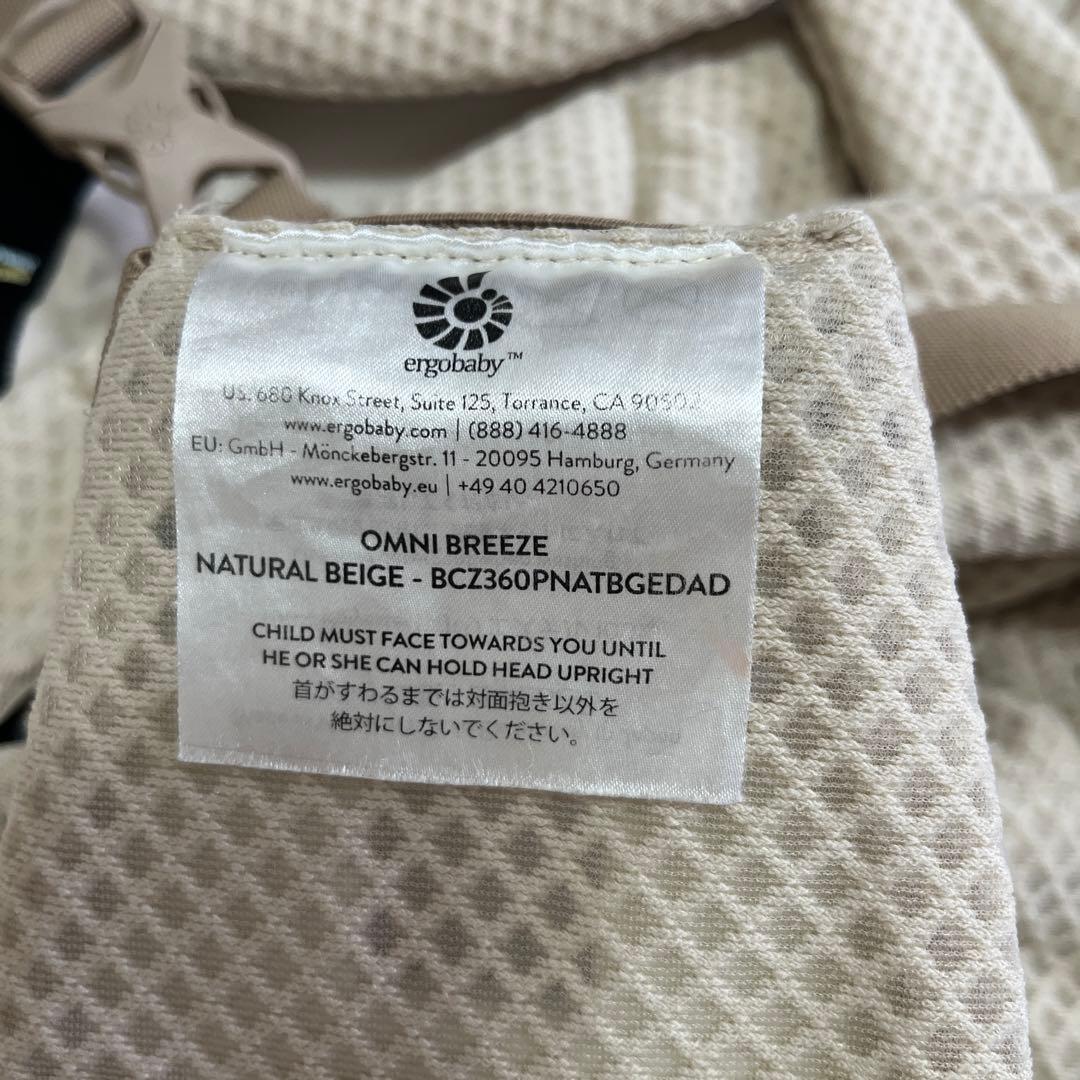 ergobaby™
US: 680 Knox Street, Suite 125, Torrance, CA 90502
www.ergobaby.com | (888) 416-4888
EU: GmbH - Mönckebergstr. 11 - 20095 Hamburg, Germany
www.ergobaby.eu | +49 40 4210650
OMNI BREEZE
NATURAL BEIGE - BCZ360PNATBGEDAD
CHILD MUST FACE TOWARDS YOU UNTIL
HE OR SHE CAN HOLD HEAD UPRIGHT
首がすわるまでは対面抱き以外を
絶対にしないでください。